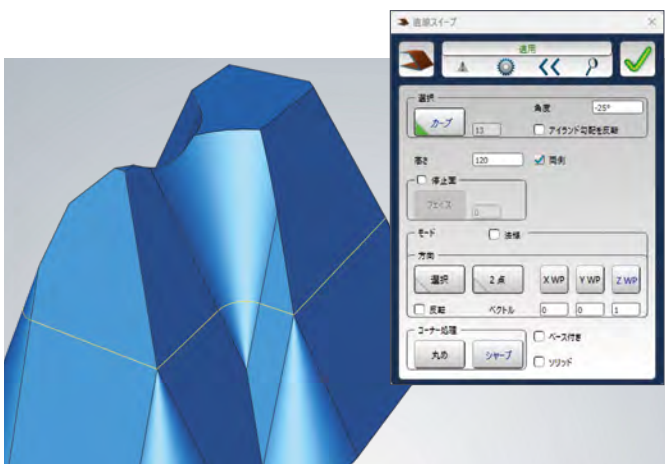 直線スイープ
適用
選択
カーブ
13
角度
-25°
アイランド勾配を反転
高さ
120
両側
停止面
フェイス
0
モード
法線
方向
選択
2 点
X WP
Y WP
Z WP
反転
ベクトル
0
0
1
コーナー処理
丸め
シャープ
ベース付き
ソリッド